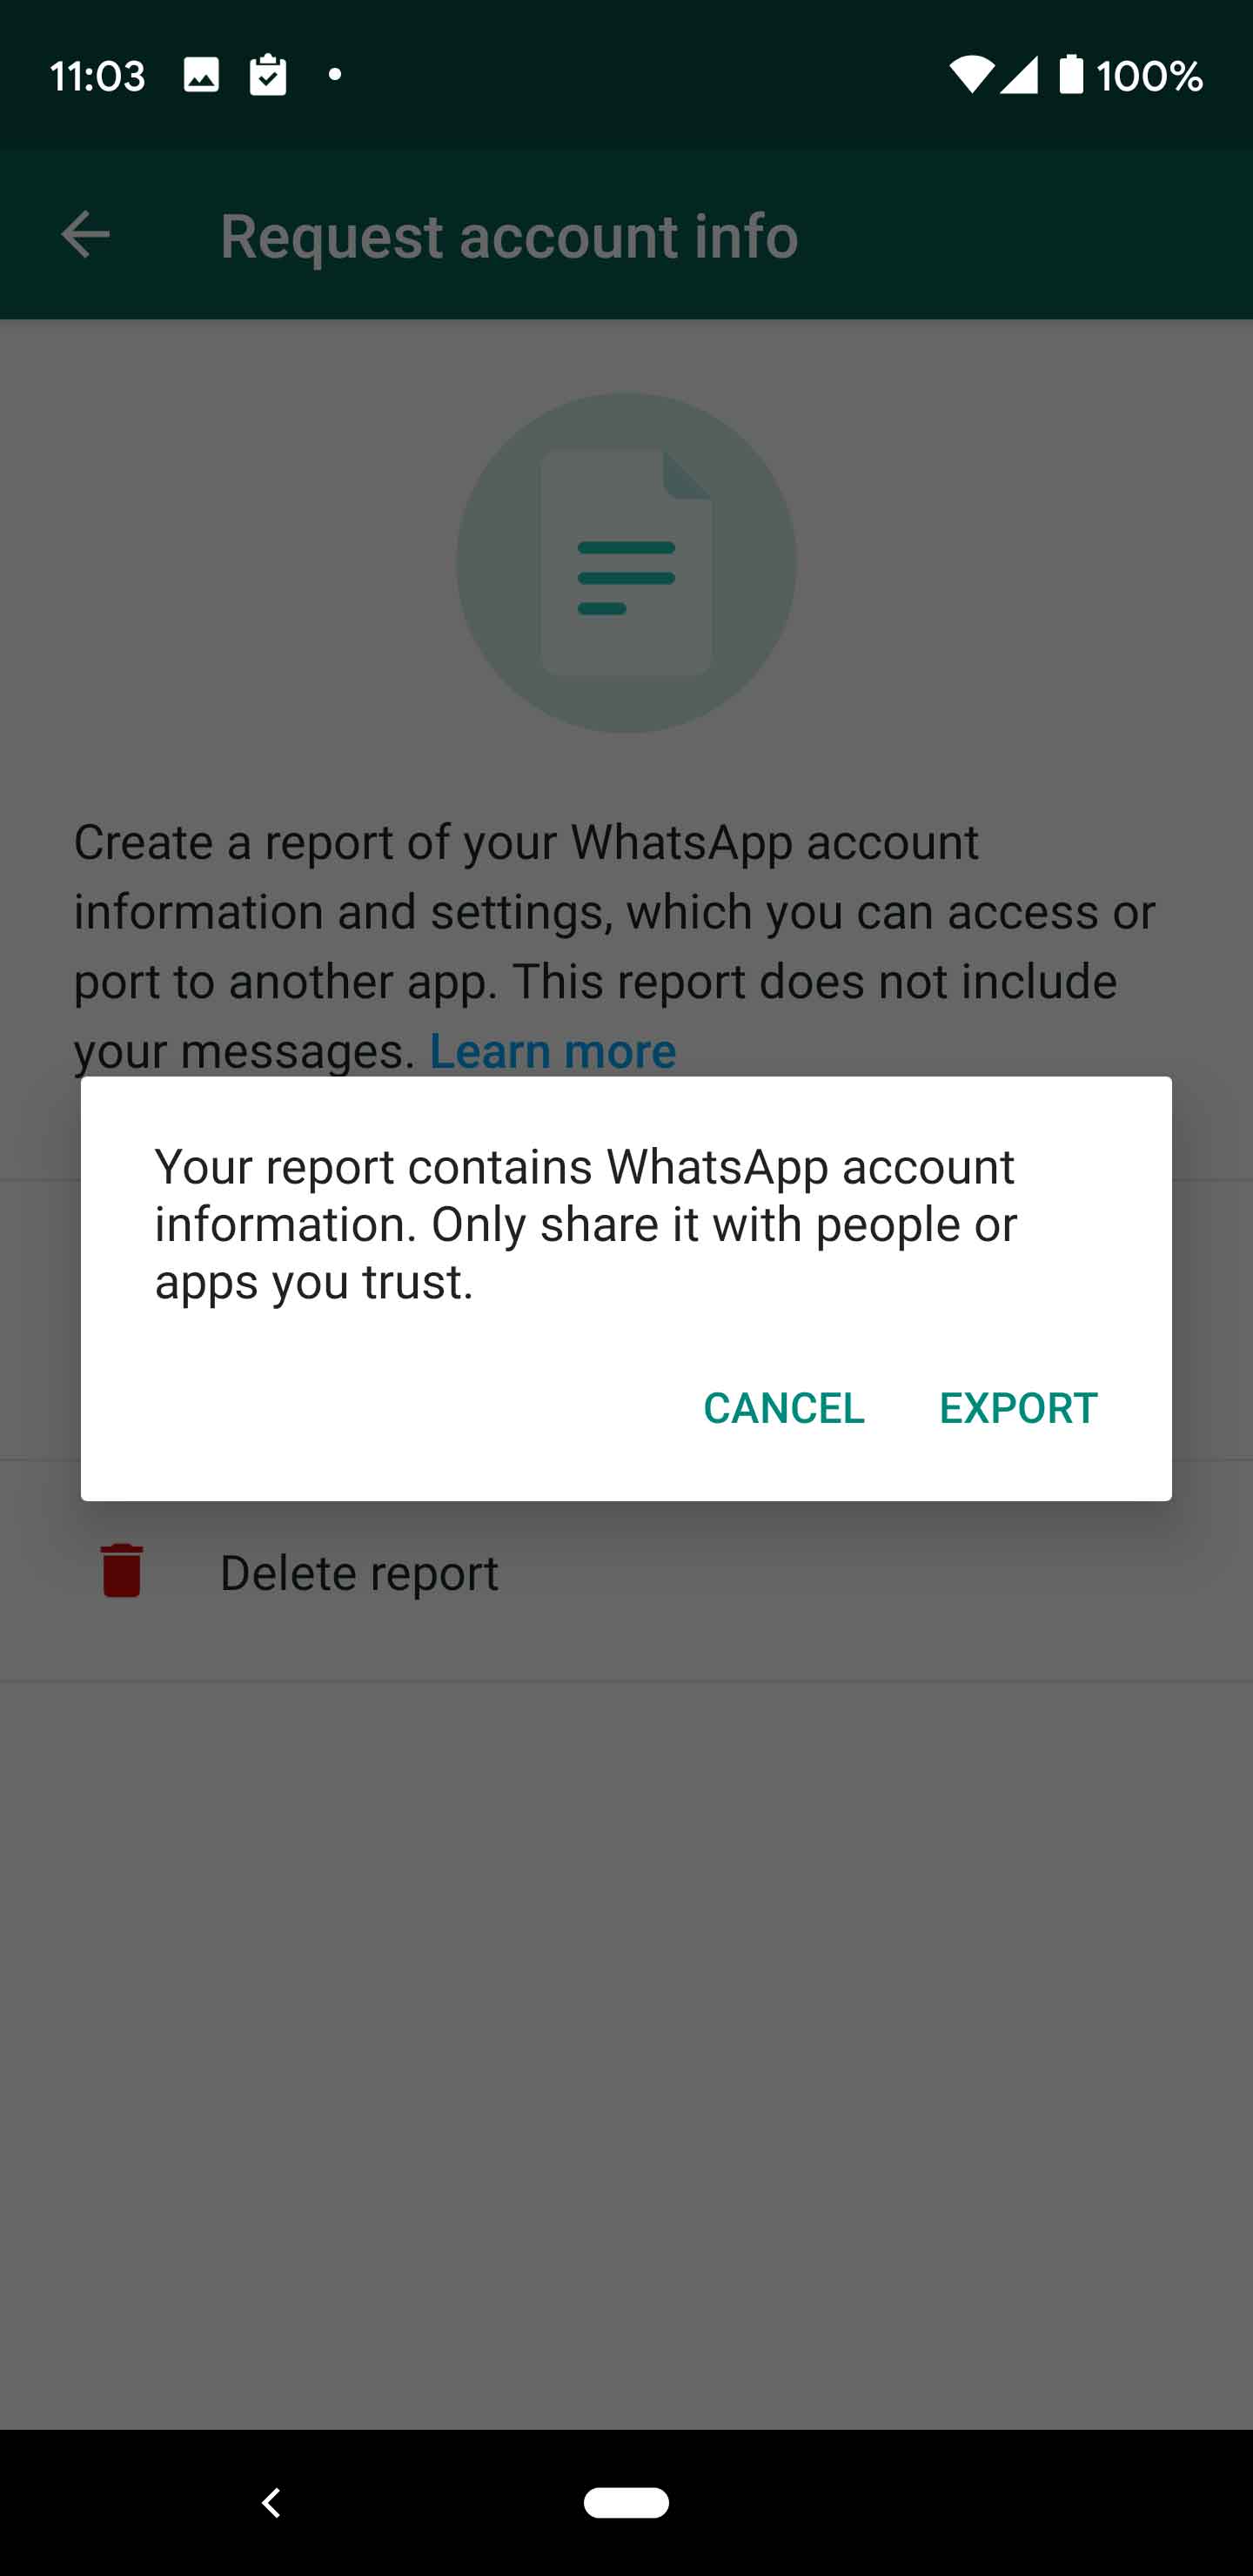 11:03
100%
Request account info
Create a report of your WhatsApp account
information and settings, which you can access or
port to another app. This report does not include
your messages. Learn more
Your report contains WhatsApp account
information. Only share it with people or
apps you trust.
CANCEL EXPORT
Delete report